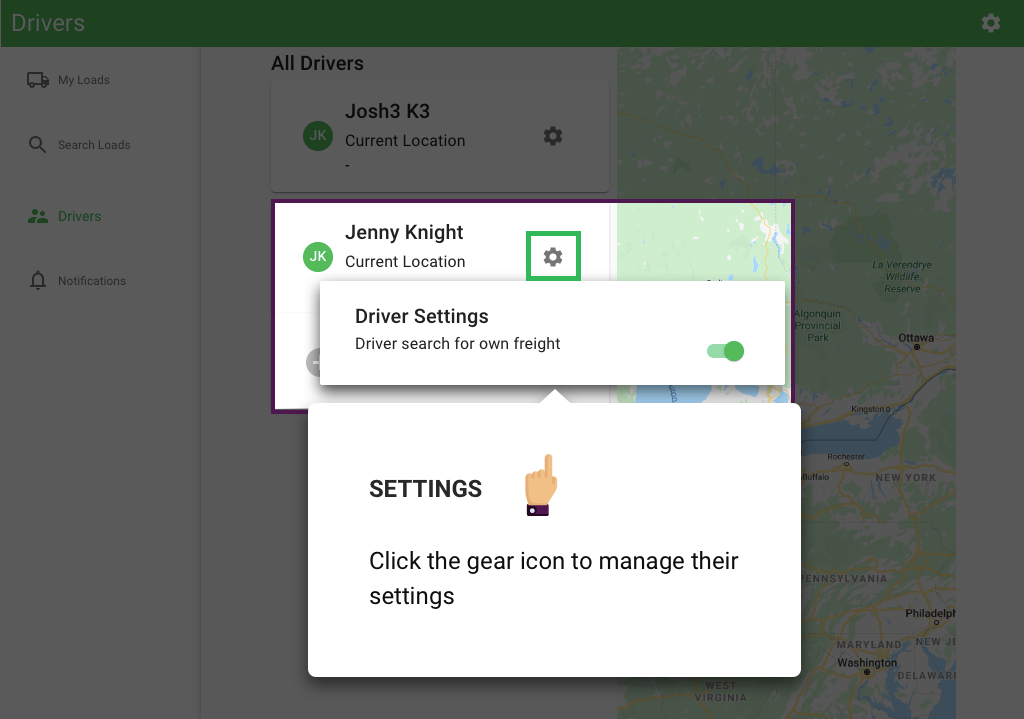 Drivers
My Loads
Search Loads
Drivers
Notifications
All Drivers
JK
Josh3 K3
Current Location
-
JK
Jenny Knight
Current Location
Driver Settings
Driver search for own freight
SETTINGS
Click the gear icon to manage their
settings
La Verendrye
Wildlife
Reserve
Algonquin
Provincial
Park
Ottawa
Kingston
Rochester
Buffalo
NEW YORK
PENNSYLVANIA
Philadelph
MARYLAND
NEW JE
Washington
DELAWARE
WEST
VIRGINIA